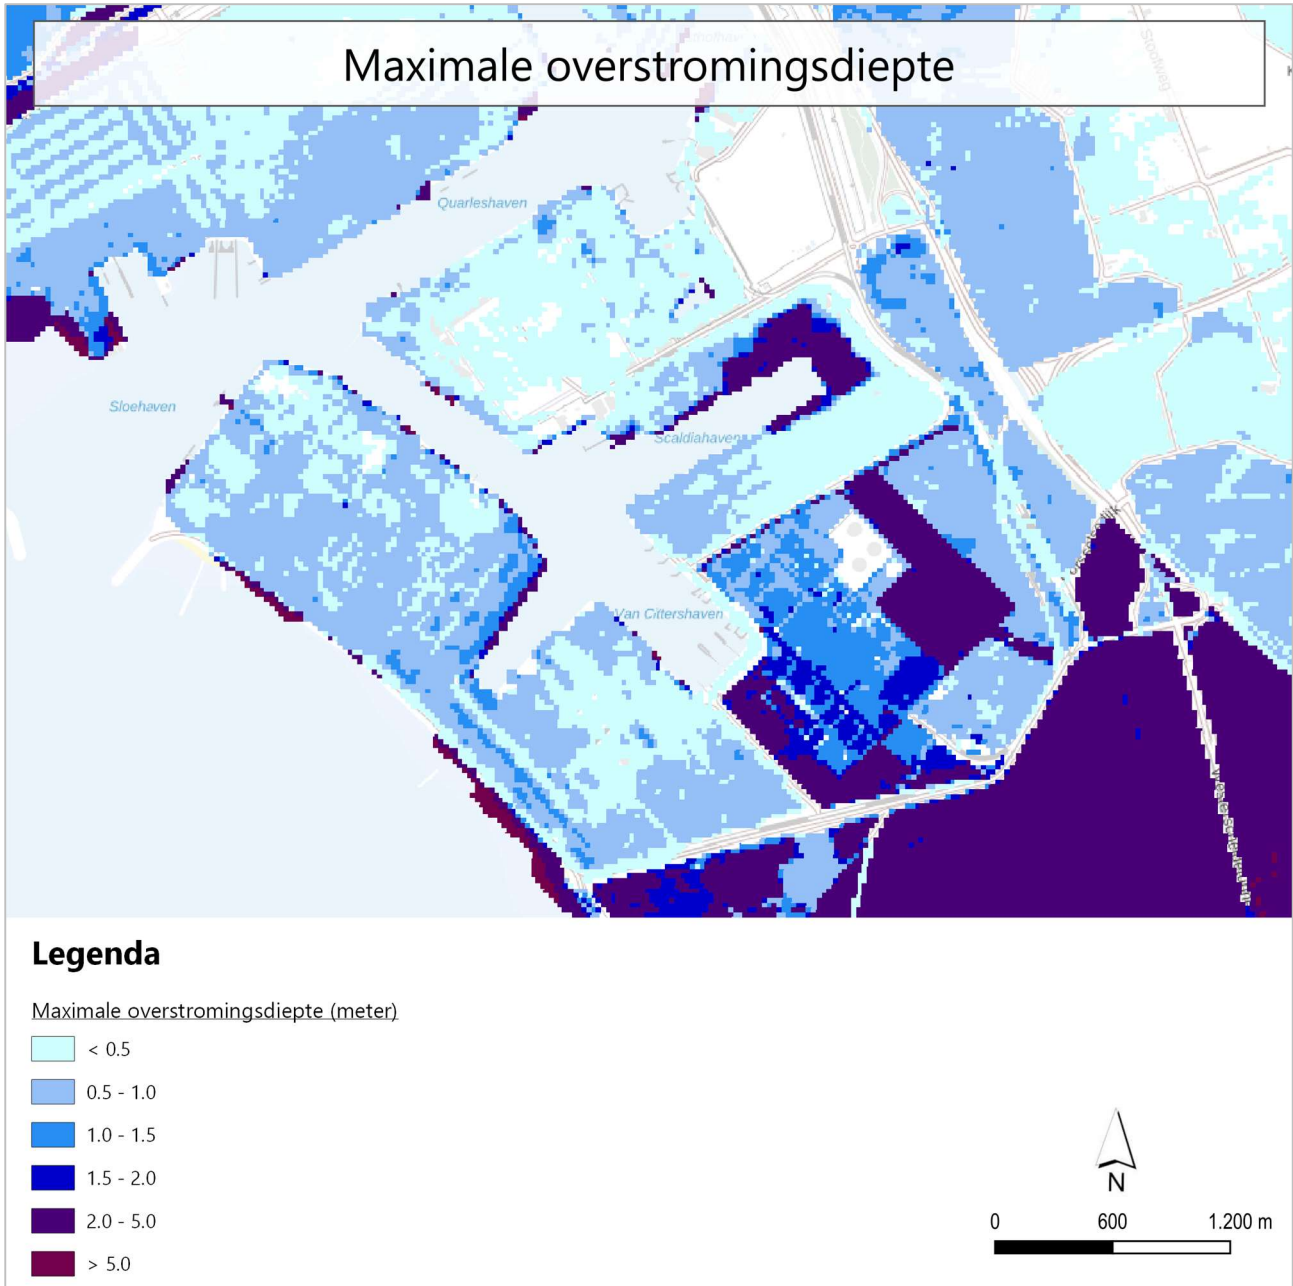 Maximale overstromingsdiepte
Quarleshaven
Sloehaven
Scaldiahaven
Van Cittershaven
Legenda
Maximale overstromingsdiepte (meter)
< 0.5
0.5 - 1.0
1.0 - 1.5
1.5 - 2.0
2.0 - 5.0
> 5.0
N
0 600 1.200 m